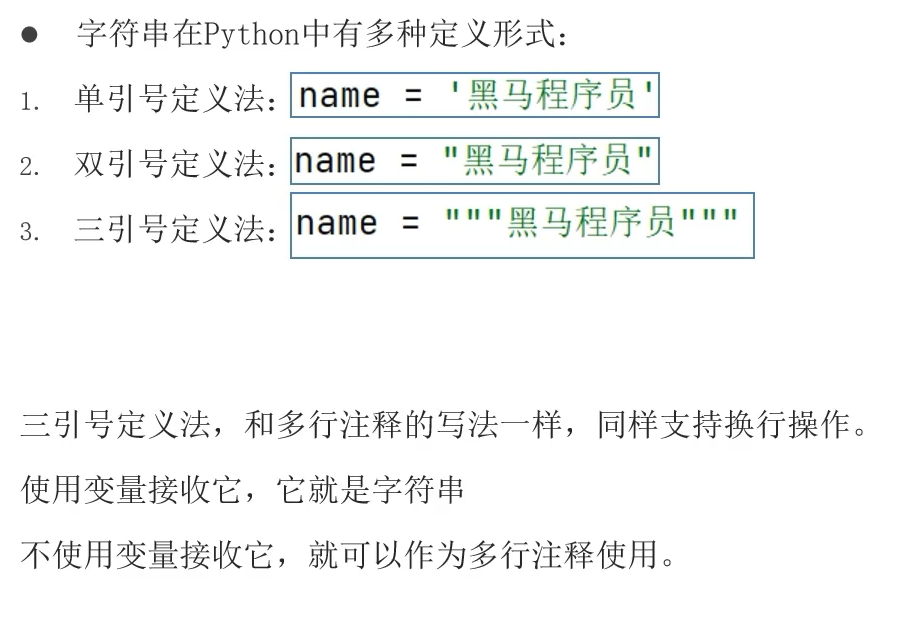 ● 字符串在Python中有多种定义形式：
1. 单引号定义法：name = '黑马程序员'
2. 双引号定义法：name = "黑马程序员"
3. 三引号定义法：name = """黑马程序员"""
三引号定义法，和多行注释的写法一样，同样支持换行操作。
使用变量接收它，它就是字符串
不使用变量接收它，就可以作为多行注释使用。